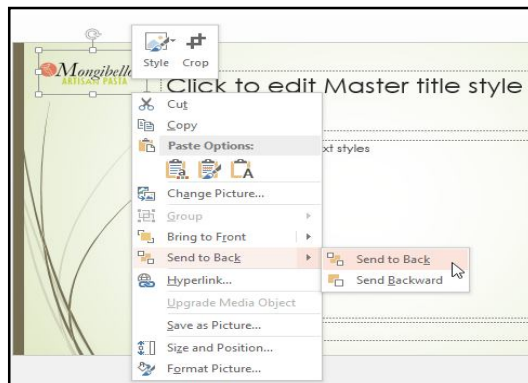 Style Crop
Mongibello
ARTISAN PASTA
Click to edit Master title style
Cut
Copy
Paste Options:
xt styles
Change Picture...
Group
Bring to Front
Send to Back
Send to Back
Hyperlink...
Send Backward
Upgrade Media Object
Save as Picture...
Size and Position...
Format Picture...